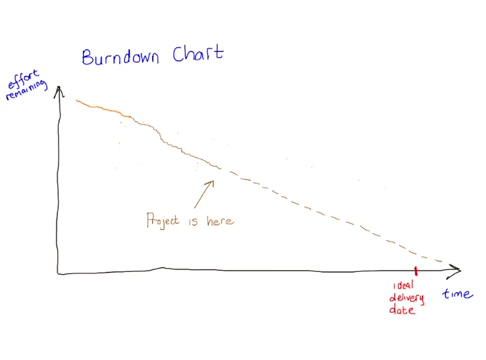 Burndown Chart
effort
remaining
Project is here
ideal
delivery
date
time